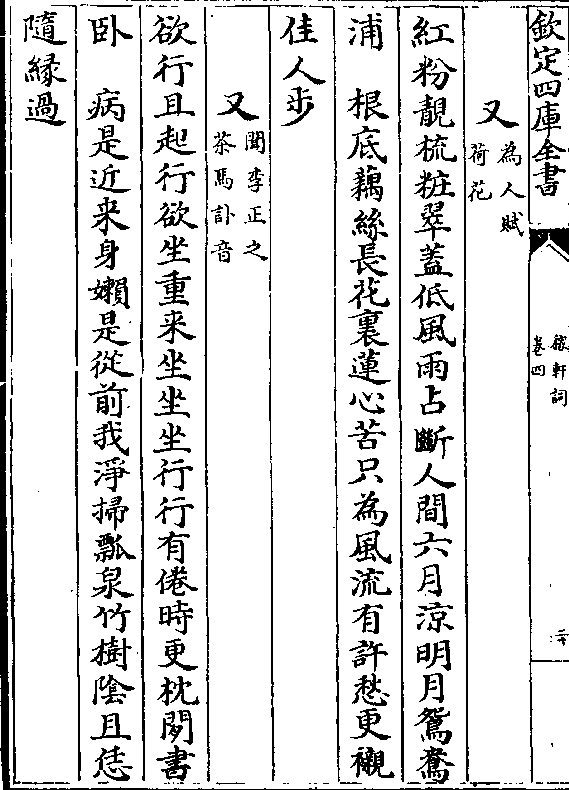 欽定四庫全書
稼軒詞
卷四
又 為人賦
荷花
紅粉靚梳粧翠蓋低風雨占斷人間六月涼明月鴛鴦
浦　根底藕絲長花裏蓮心苦只為風流有許愁更襯
佳人步
又 聞李正之
茶馬訃音
欲行且起行欲坐重来坐坐坐行行有倦時更枕閒書
卧　病是近来身嬾是從前我淨掃瓢泉竹樹陰且恁
隨緣過